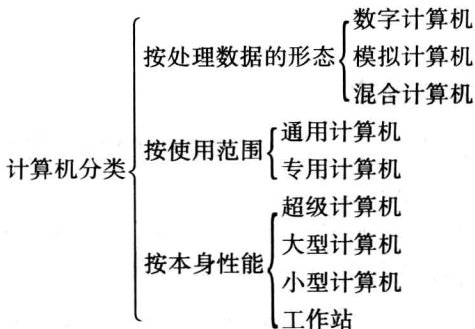 计算机分类
按处理数据的形态
数字计算机
模拟计算机
混合计算机
按使用范围
通用计算机
专用计算机
按本身性能
超级计算机
大型计算机
小型计算机
工作站